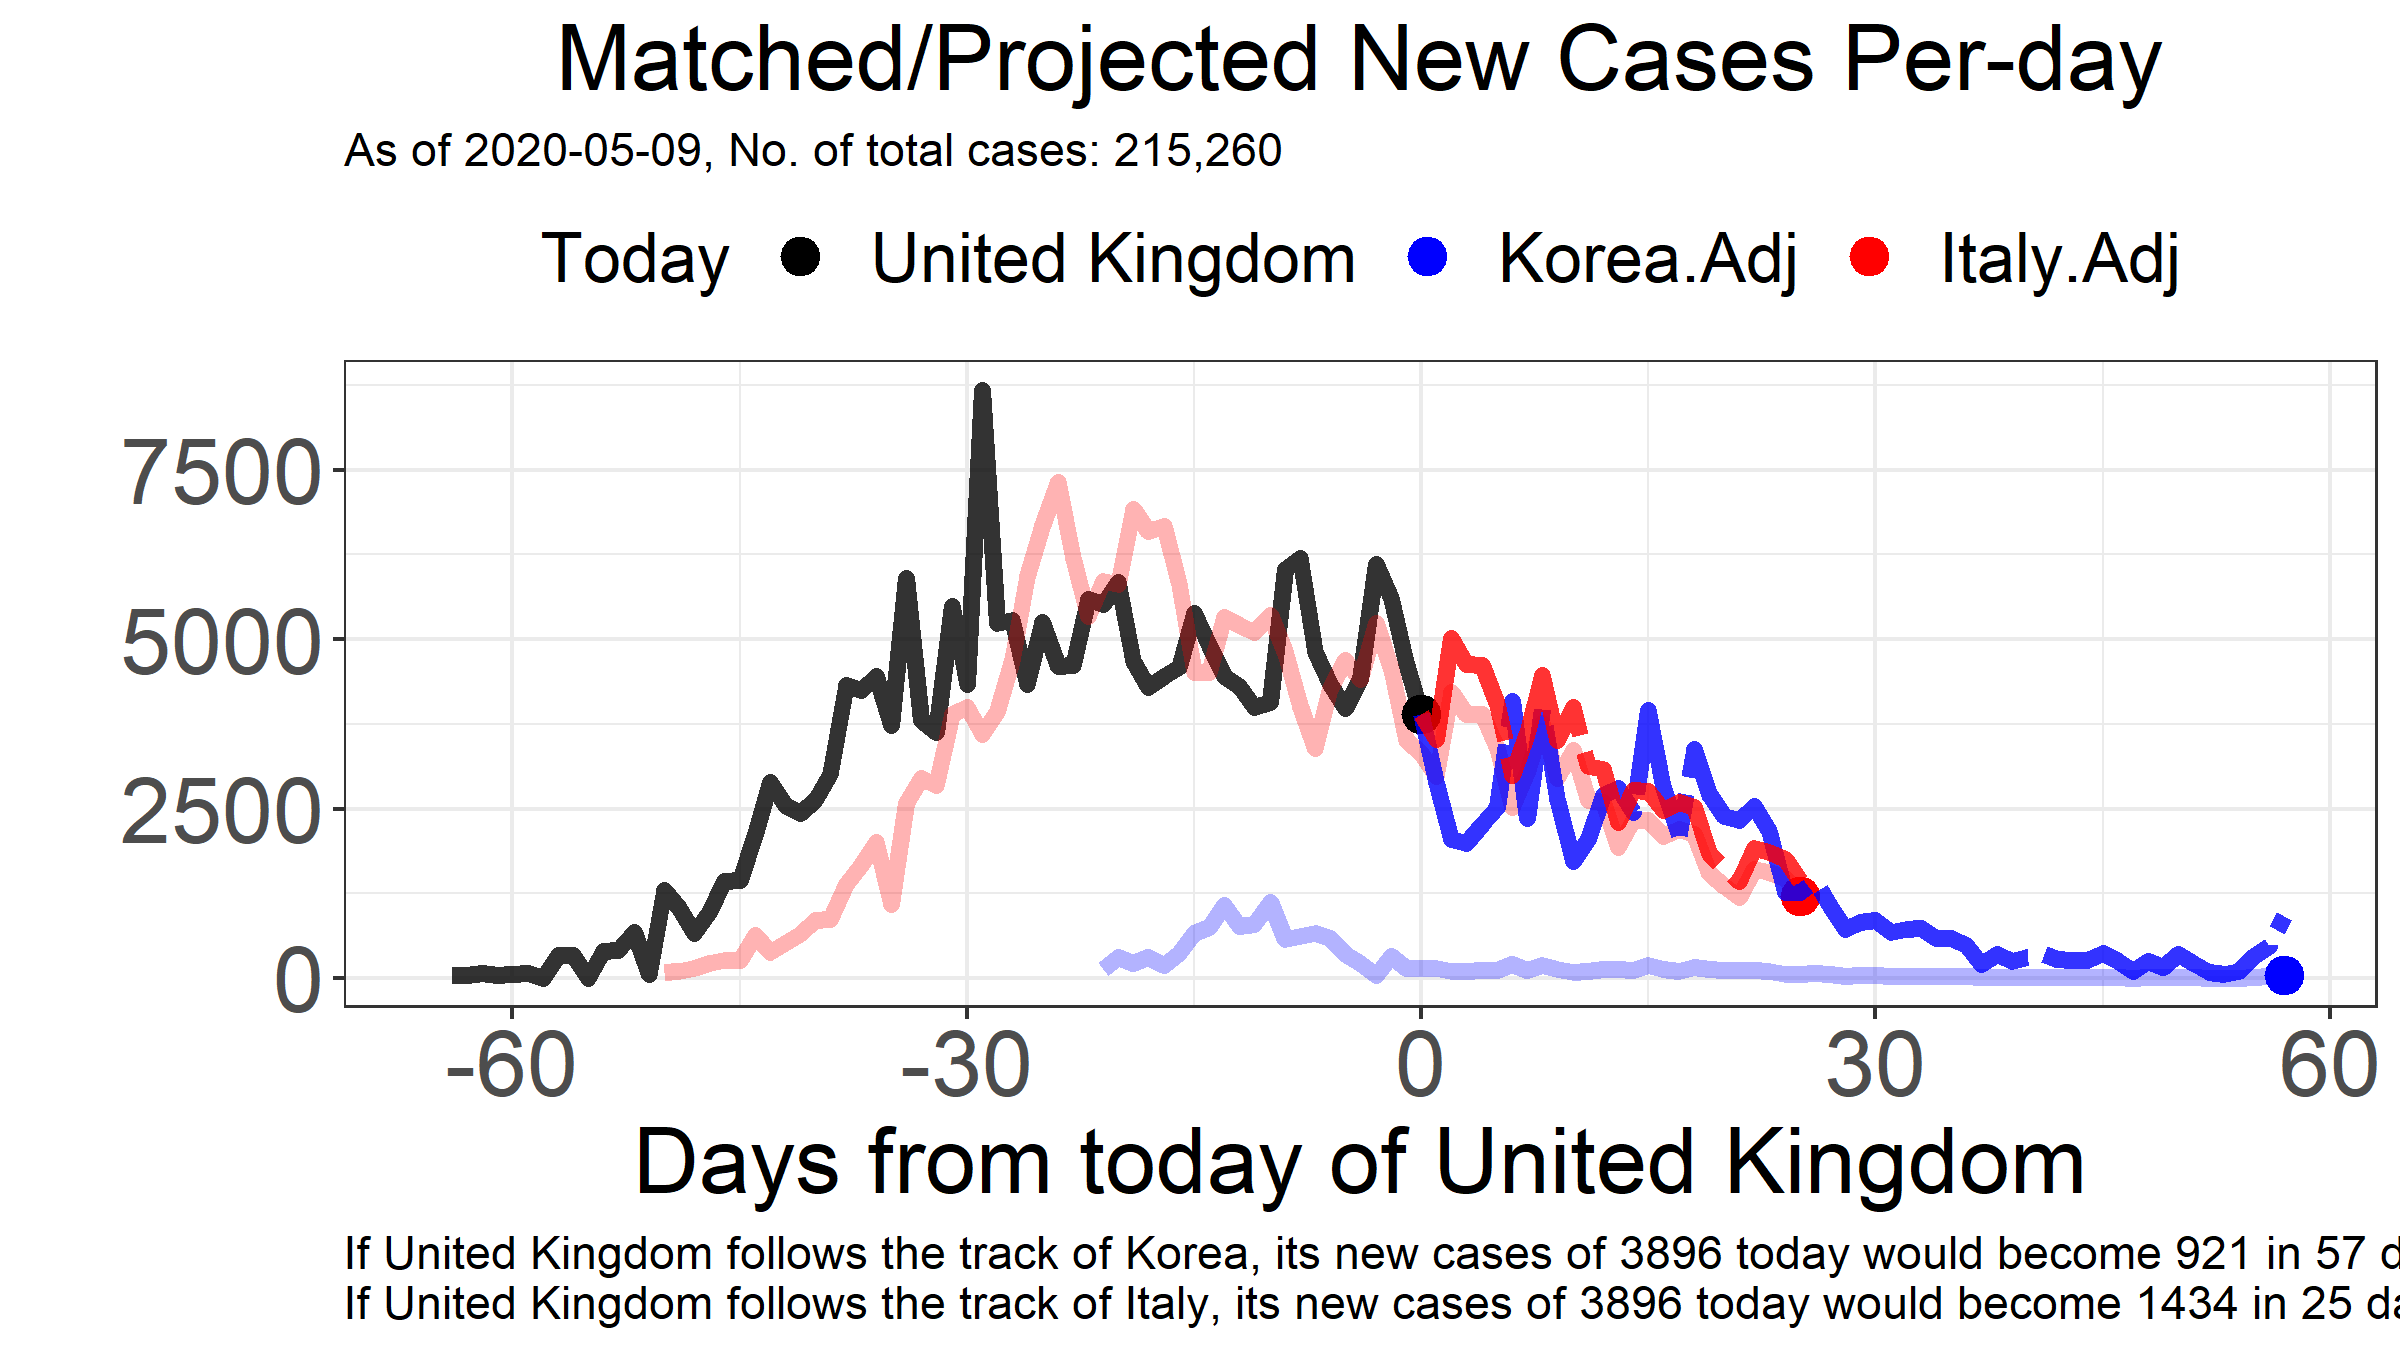 Matched/Projected New Cases Per-day
As of 2020-05-09, No. of total cases: 215,260
Today United Kingdom Korea.Adj Italy.Adj
7500
5000
2500
0
-60 -30 0 30 60
Days from today of United Kingdom
If United Kingdom follows the track of Korea, its new cases of 3896 today would become 921 in 57 d
If United Kingdom follows the track of Italy, its new cases of 3896 today would become 1434 in 25 da